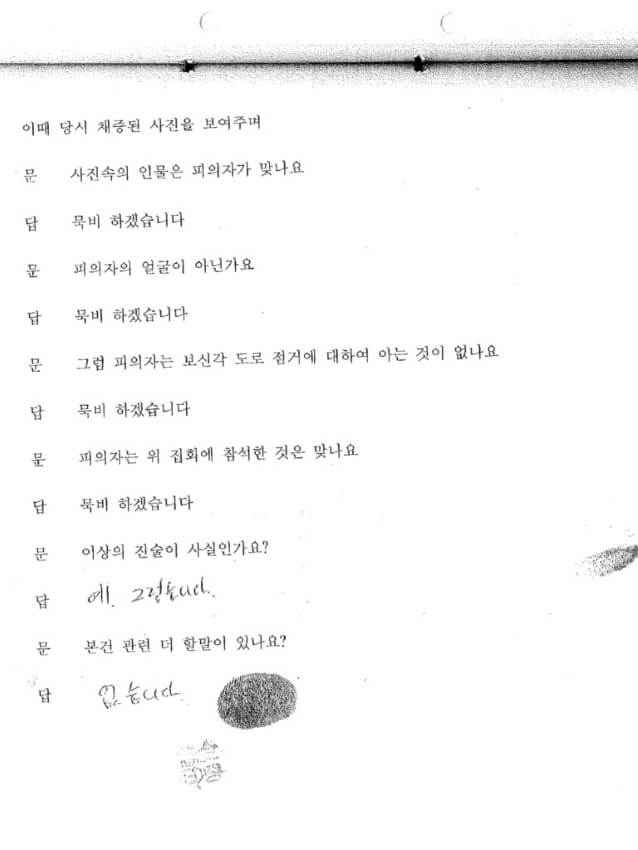 이때 당시 채증된 사진을 보여주며
문 사진속의 인물은 피의자가 맞나요
답 묵비 하겠습니다
문 피의자의 얼굴이 아닌가요
답 묵비 하겠습니다
문 그럼 피의자는 보신각 도로 점거에 대하여 아는 것이 없나요
답 묵비 하겠습니다
문 피의자는 위 집회에 참석한 것은 맞나요
답 묵비 하겠습니다
문 이상의 진술이 사실인가요?
답 예. 그렇습니다.
문 본건 관련 더 할말이 있나요?
답 없습니다